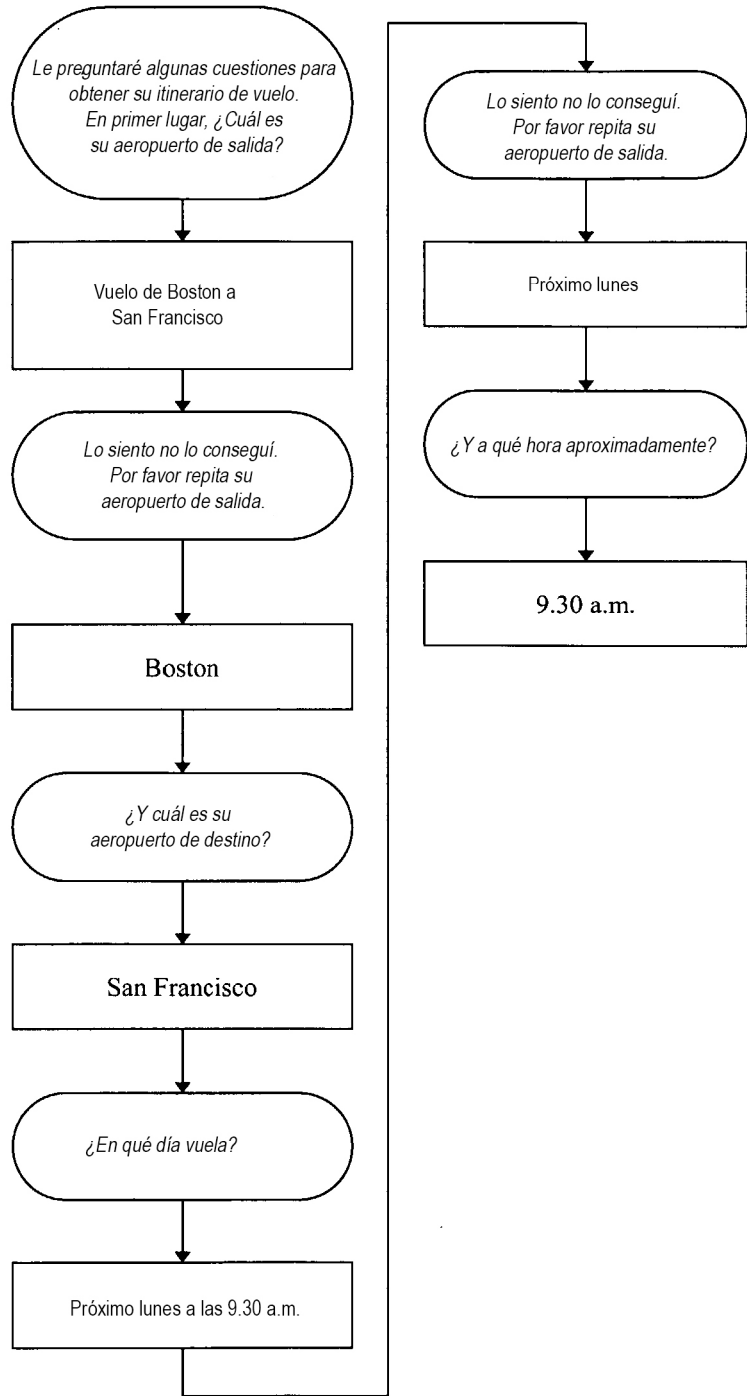 Le preguntaré algunas cuestiones para
obtener su itinerario de vuelo.
En primer lugar, ¿Cuál es
su aeropuerto de salida?
Vuelo de Boston a
San Francisco
Lo siento no lo conseguí.
Por favor repita su
aeropuerto de salida.
Boston
¿Y cuál es su
aeropuerto de destino?
San Francisco
¿En qué día vuela?
Próximo lunes a las 9.30 a.m.
Lo siento no lo conseguí.
Por favor repita su
aeropuerto de salida.
Próximo lunes
¿Y a qué hora aproximadamente?
9.30 a.m.